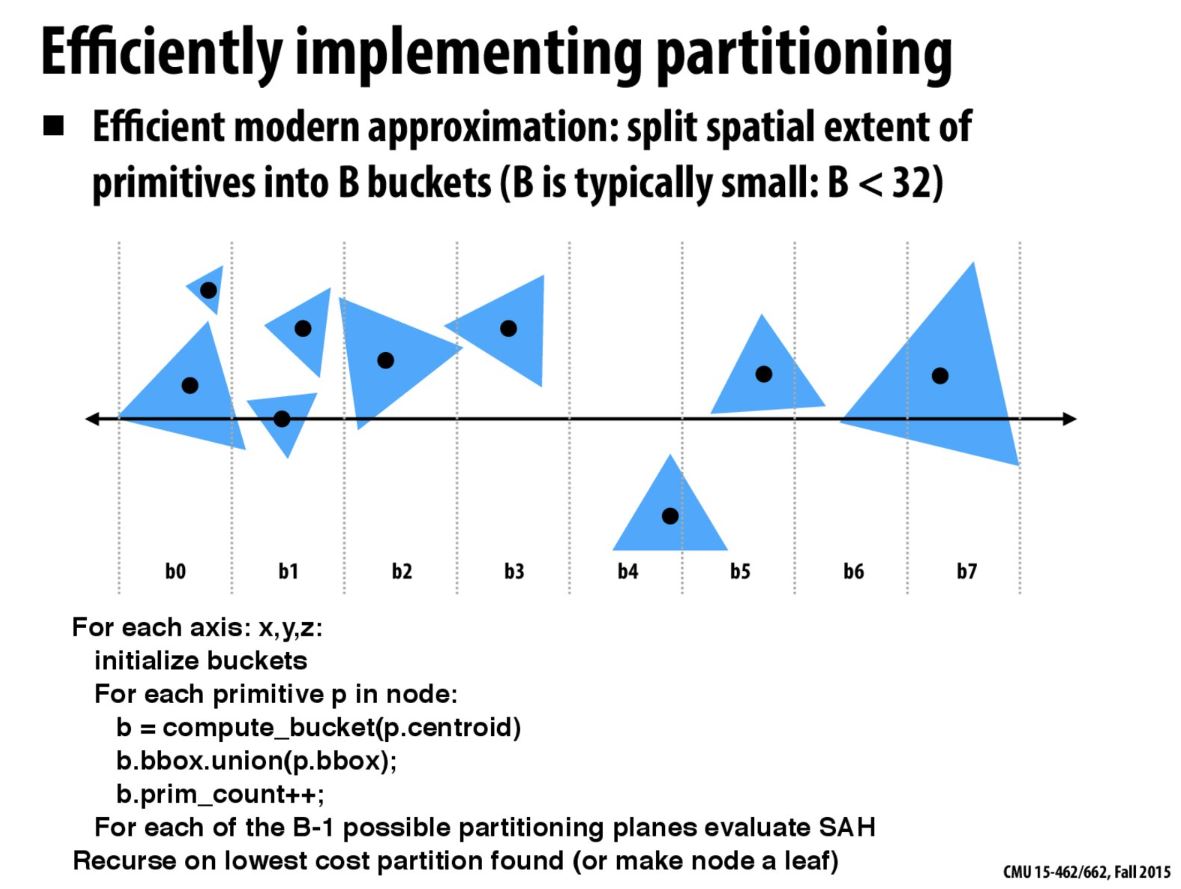 Efficiently implementing partitioning
■ Efficient modern approximation: split spatial extent of
primitives into B buckets (B is typically small: B < 32)
b0 b1 b2 b3 b4 b5 b6 b7
For each axis: x,y,z:
initialize buckets
For each primitive p in node:
b = compute_bucket(p.centroid)
b.bbox.union(p.bbox);
b.prim_count++;
For each of the B-1 possible partitioning planes evaluate SAH
Recurse on lowest cost partition found (or make node a leaf)
CMU 15-462/662, Fall 2015